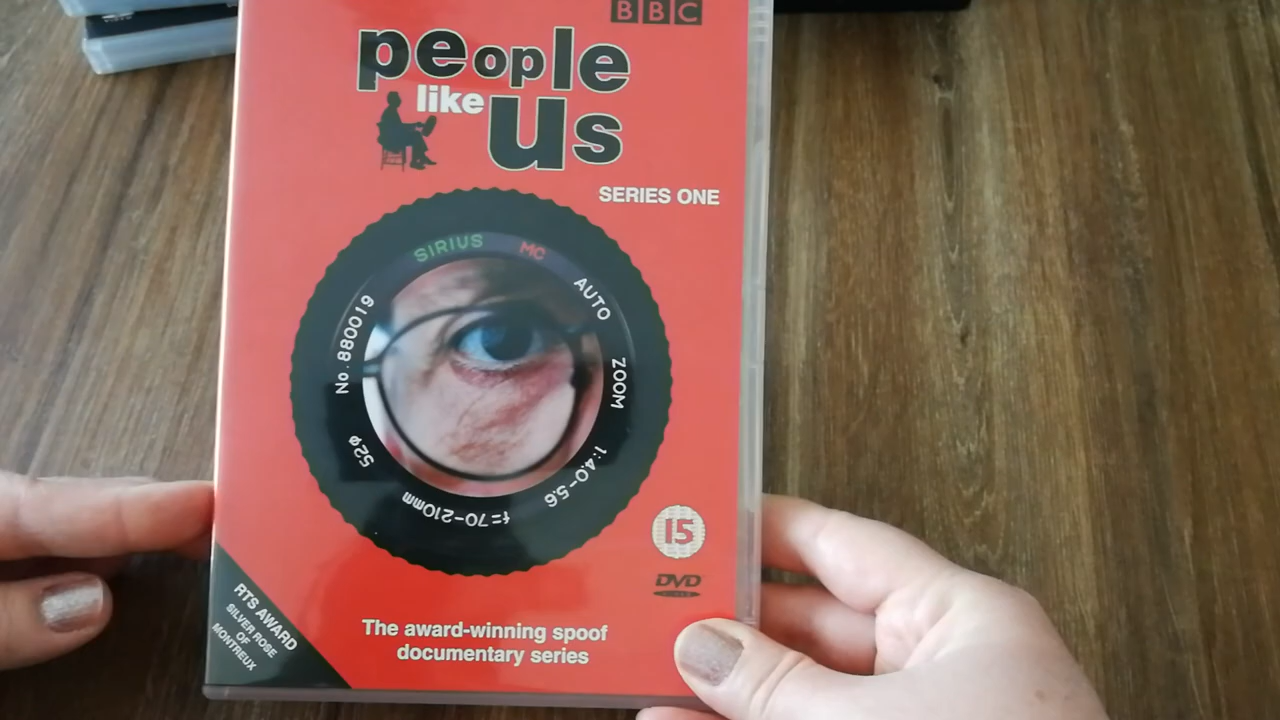 BBC
people
like
us
SERIES ONE
SIRIUS MC AUTO ZOOM 1:4.0-5.6 f=70-210mm 52ø No. 880019
15
DVD
RTS AWARD
SILVER ROSE
OF
MONTREUX
The award-winning spoof
documentary series